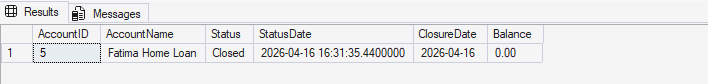 Results Messages
AccountID AccountName Status StatusDate ClosureDate Balance
1 5 Fatima Home Loan Closed 2026-04-16 16:31:35.4400000 2026-04-16 0.00